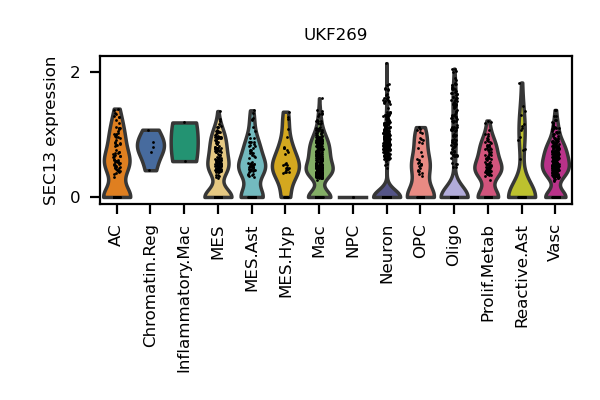 UKF269
SEC13 expression
2
0
AC
Chromatin.Reg
Inflammatory.Mac
MES
MES.Ast
MES.Hyp
Mac
NPC
Neuron
OPC
Oligo
Prolif.Metab
Reactive.Ast
Vasc